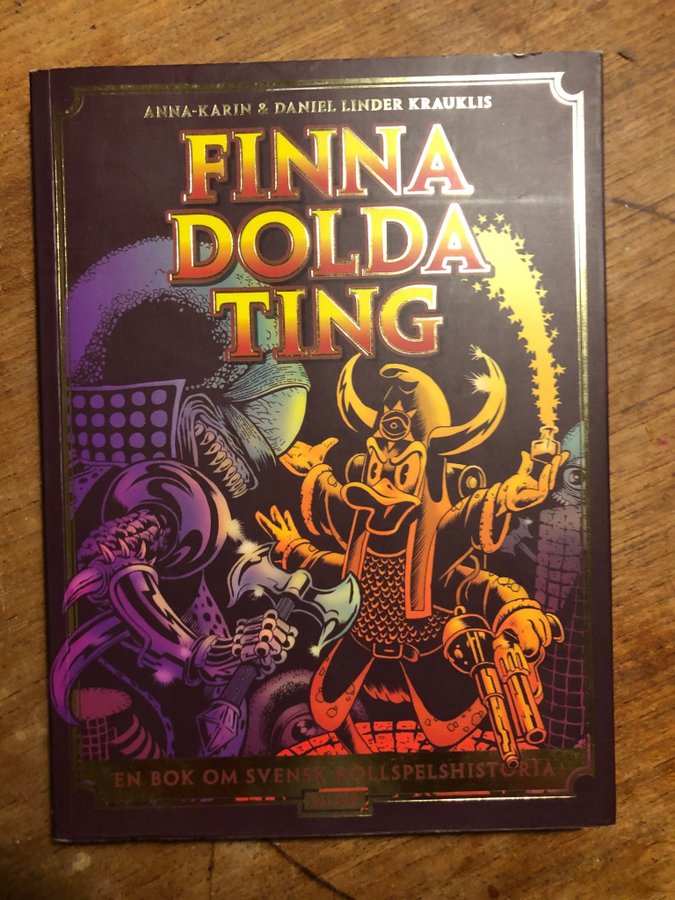 ANNA-KARIN & DANIEL LINDER KRAUKLIS
FINNA
DOLDA
TING
EN BOK OM SVENSK ROLLSPELSHISTORIA